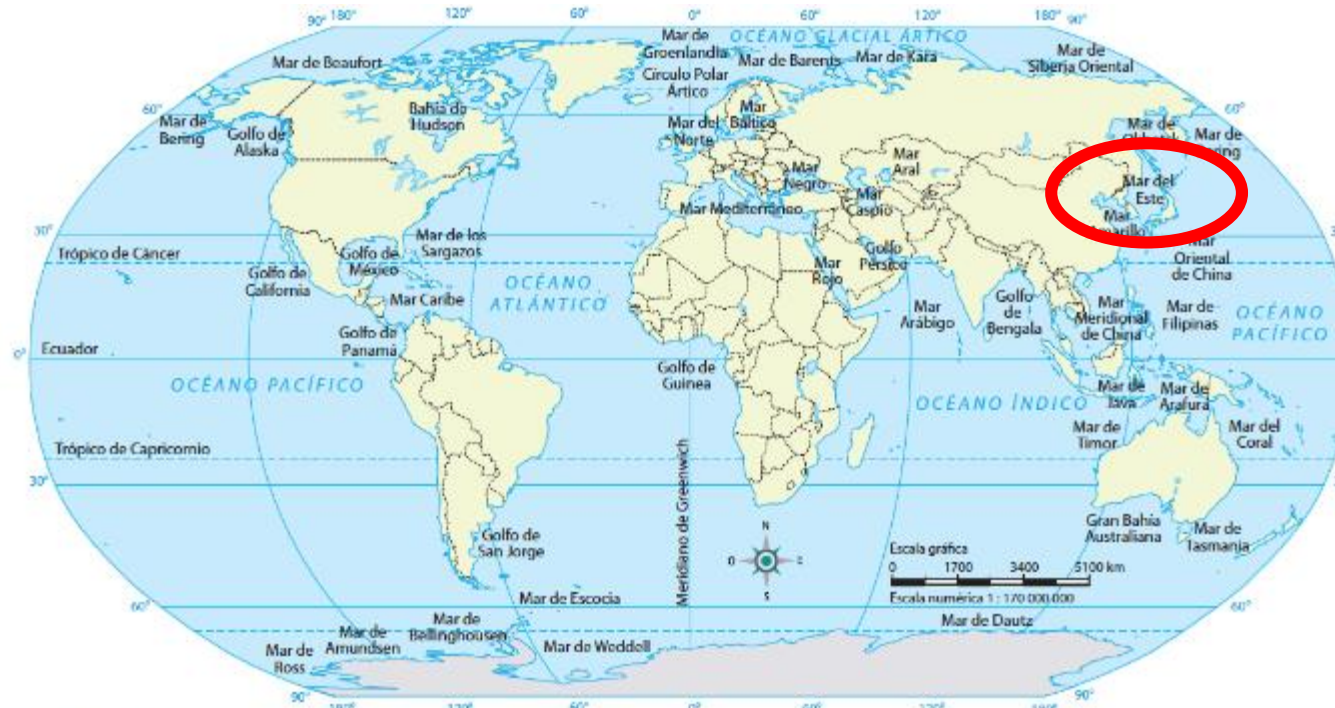 90° 180° 120° 60° 0° 60° 120° 180° 90°
OCÉANO GLACIAL ÁRTICO
Mar de
Groenlandia
Mar de Beaufort
Mar de Barents
Mar de Kara
Mar de
Siberia Oriental
Círculo Polar
Ártico
60°
60°
Mar de
Bering
Golfo de
Alaska
Bahía de
Hudson
Mar del
Norte
Mar
Báltico
Mar de
Mar de
Mar
Negro
Mar
Aral
Mar
Caspio
Mar del
Este
Mar
Amarillo
Mar Mediterráneo
30°
Trópico de Cáncer
Golfo de
California
Golfo de
México
Mar de los
Sargazos
Mar Caribe
OCÉANO
ATLÁNTICO
Mar
Rojo
Golfo
Pérsico
Mar
Oriental
de China
Mar
Arábigo
Golfo
de
Bengala
Mar
Meridional
de China
Mar de
Filipinas
OCÉANO
PACÍFICO
Golfo de
Panamá
0°
Ecuador
OCÉANO PACÍFICO
Golfo de
Guinea
OCÉANO ÍNDICO
Mar de
Java
Mar de
Arafura
Mar de
Timor
Mar del
Coral
Trópico de Capricornio
30°
Meridiano de Greenwich
Golfo de
San Jorge
N
O E
S
Gran Bahía
Australiana
Mar de
Tasmania
Escala gráfica
0 1700 3400 5100 km
Escala numérica 1 : 170 000 000
60°
60°
Mar de Escocia
Mar de Dautz
Mar de
Ross
Mar de
Amundsen
Mar de
Bellinghousen
Mar de Weddell
90°
90°